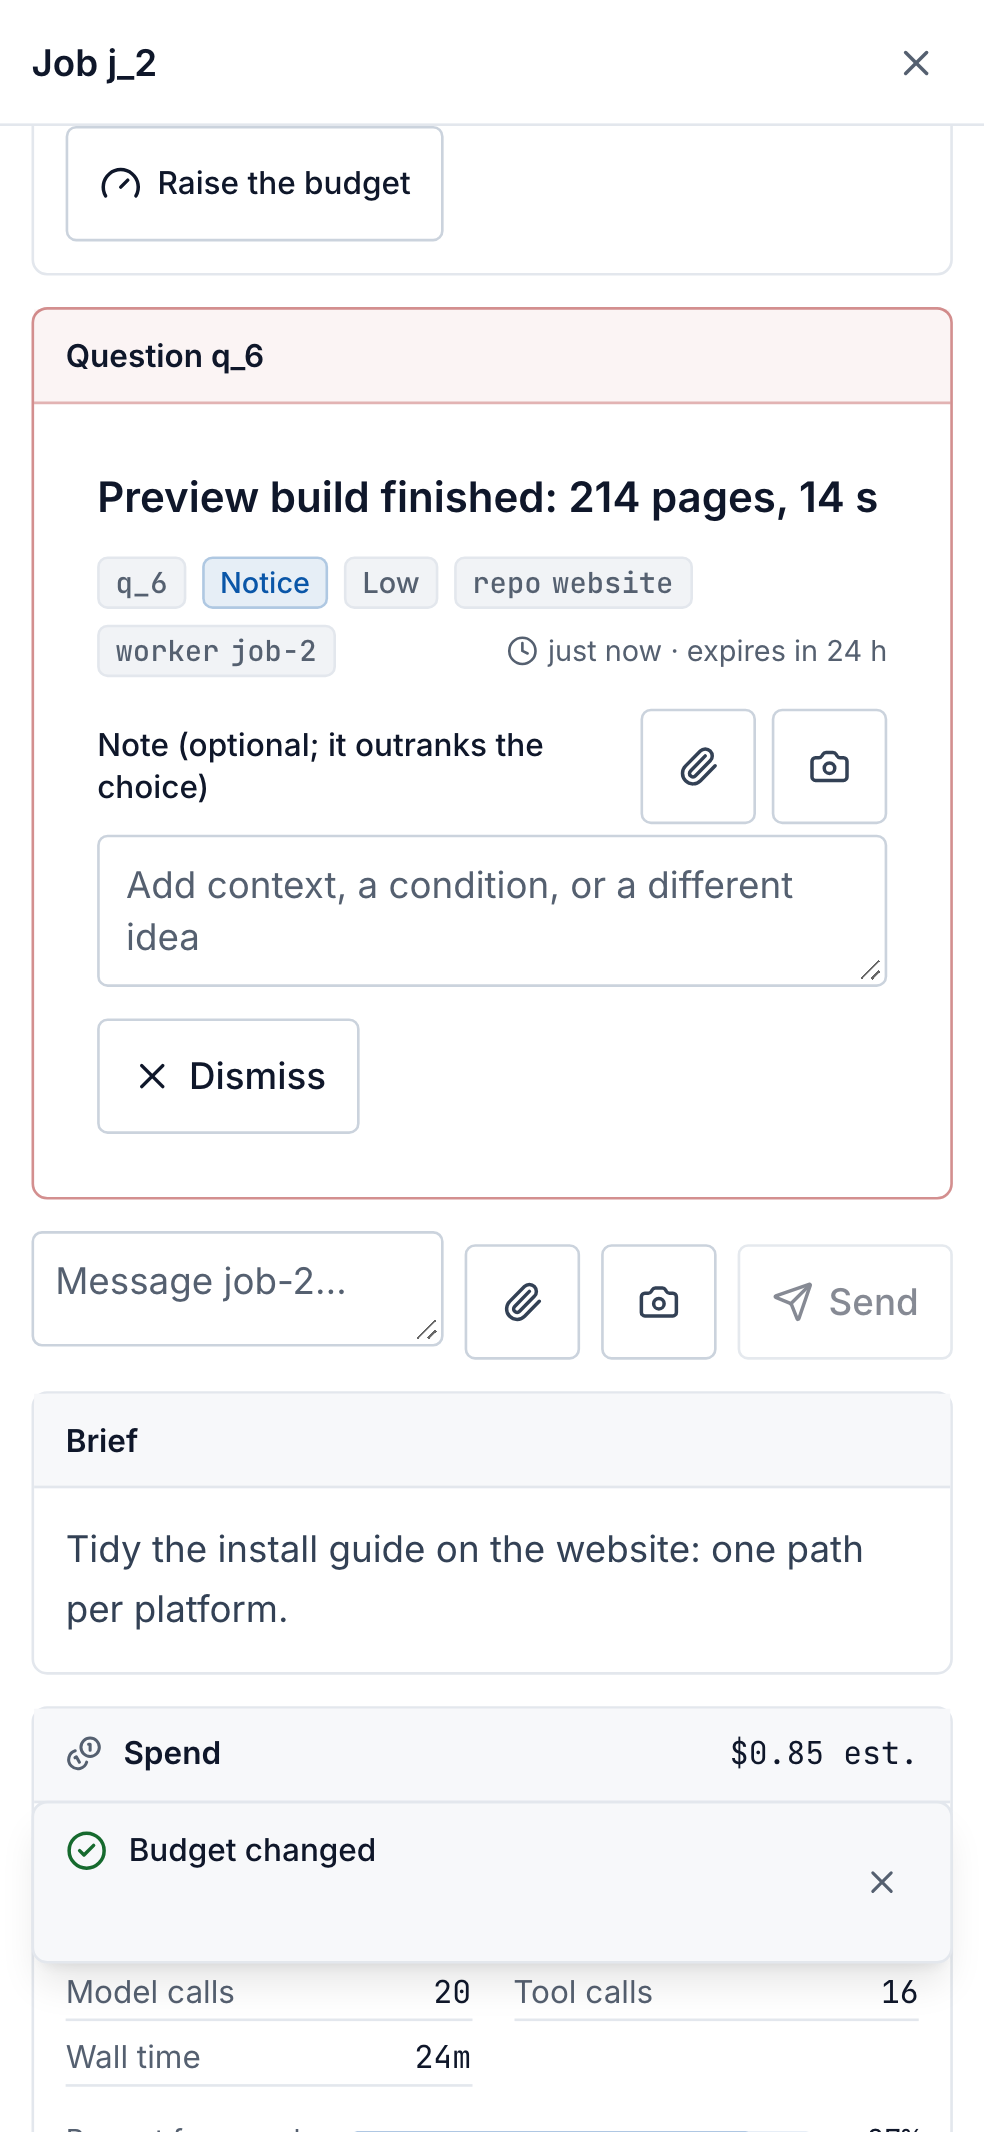 Job j_2
Raise the budget
Question q_6
Preview build finished: 214 pages, 14 s
q_6 Notice Low repo website
worker job-2 just now · expires in 24 h
Note (optional; it outranks the
choice)
Add context, a condition, or a different
idea
Dismiss
Message job-2...
Send
Brief
Tidy the install guide on the website: one path
per platform.
Spend $0.85 est.
Budget changed
Model calls 20 Tool calls 16
Wall time 24m